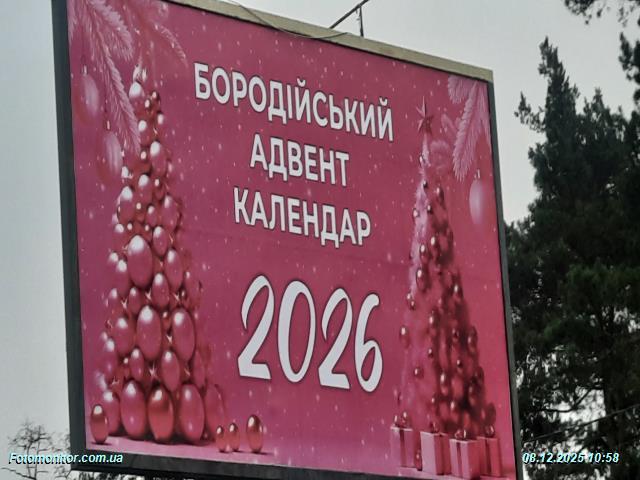 БОРОДІЙСЬКИЙ
АДВЕНТ
КАЛЕНДАР
2026
Fotomonitor.com.ua
08.12.2025 10:58